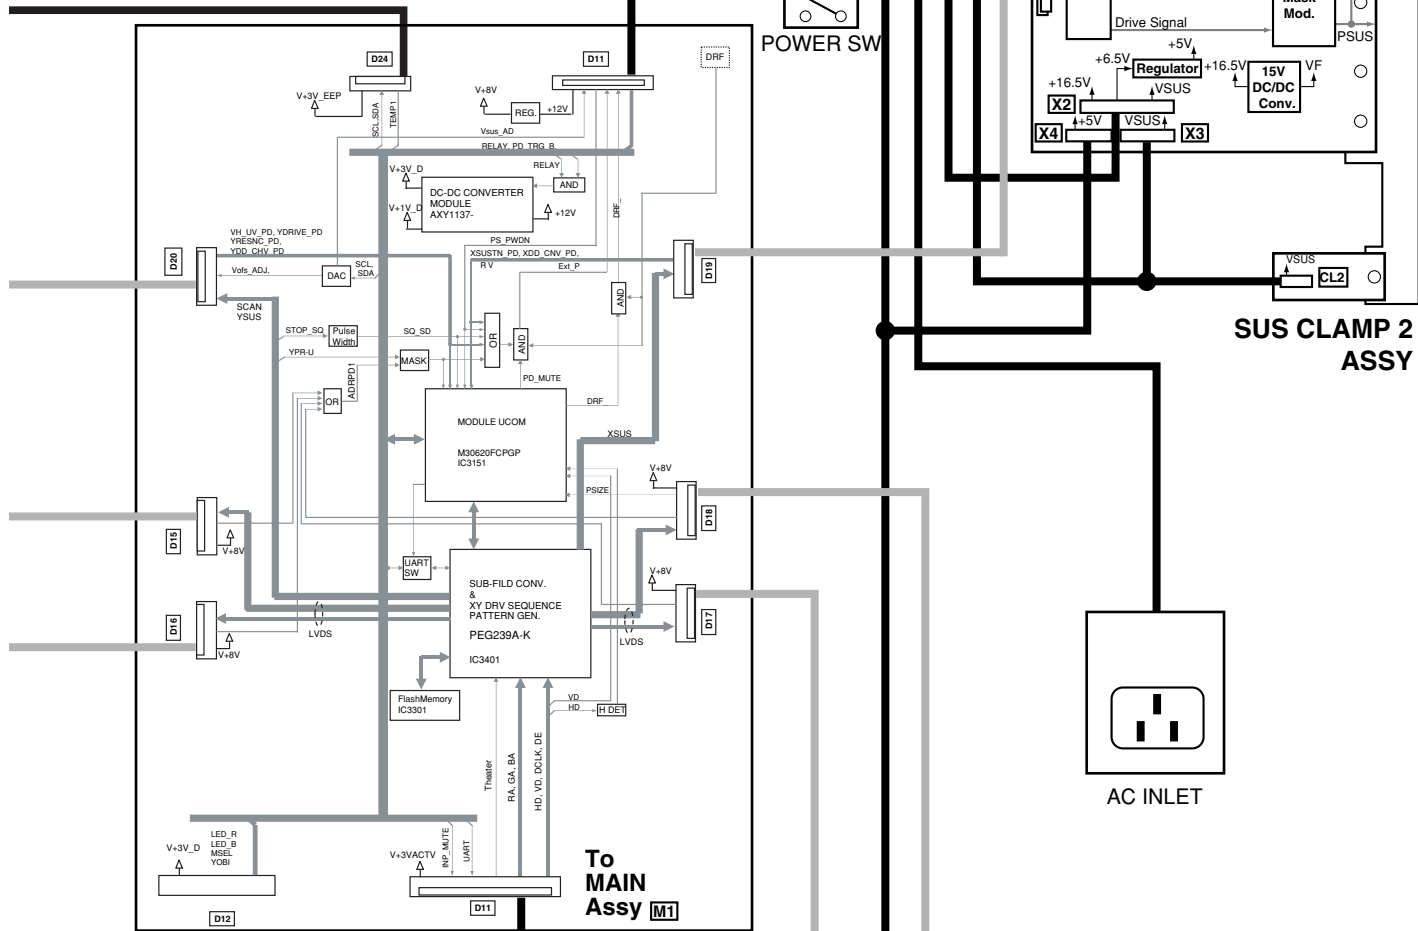 POWER SW
Drive Signal
Mask
Mod.
PSUS
+5V
+6.5V
Regulator
+16.5V
15V
DC/DC
Conv.
VF
+16.5V
VSUS
X2
X4
+5V
VSUS
X3
VSUS
CL2
SUS CLAMP 2
ASSY
AC INLET
D24
D11
DRF
V+3V_EEP
SCL,SDA
TEMP1
V+8V
REG.
+12V
Vsus_AD
RELAY, PD_TRG_B,
RELAY
AND
V+3V_D
V+1V_D
DC-DC CONVERTER
MODULE
AXY1137-
+12V
DRF_
VH_UV_PD, YDRIVE_PD
YRESNC_PD,
YDD_CHV_PD
D20
Vofs_ADJ,
DAC
SCL,
SDA
PS_PWDN
XSUSTN_PD, XDD_CNV_PD,
R V
Ext_P
D19
SCAN
YSUS
AND
STOP_SQ
Pulse
Width
SQ_SD
OR
AND
YPR-U
MASK
ADRPD1
OR
PD_MUTE
DRF_
MODULE UCOM
M30620FCPGP
IC3151
XSUS
V+8V
PSIZE
D18
D15
V+8V
UART
SW
SUB-FILD CONV.
&
XY DRV SEQUENCE
PATTERN GEN.
PEG239A-K
IC3401
V+8V
D17
D16
V+8V
LVDS
LVDS
FlashMemory
IC3301
VD
HD
H DET
Theater
RA, GA, BA
HD, VD, DCLK, DE
V+3V_D
LED_R
LED_B
MSEL
YOBI
V+3VACTV
INP_MUTE
UART
D12
D11
To
MAIN
Assy M1